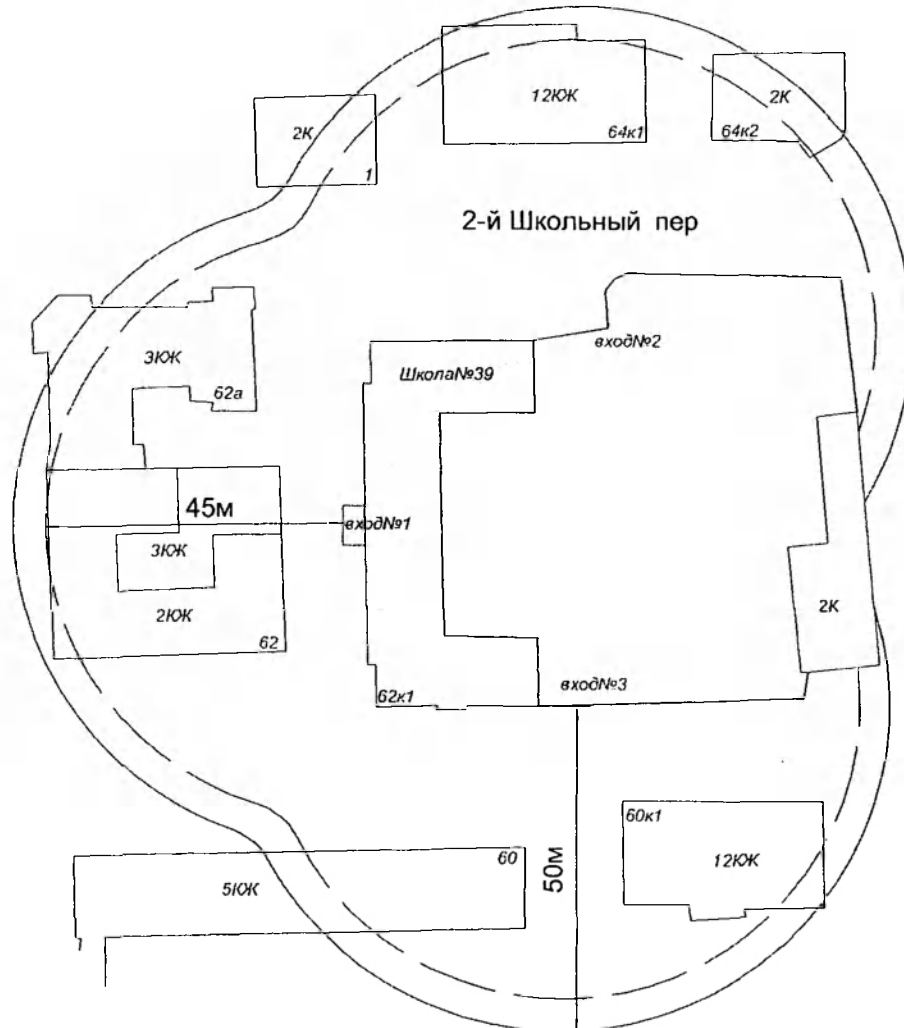 12КЖ
64к1
2К
64к2
2К
1
2-й Школьный пер
3КЖ
62а
вход№2
Школа№39
45м
вход№1
3КЖ
2КЖ
62
2К
62к1
вход№3
60к1
12КЖ
60
5КЖ
50м